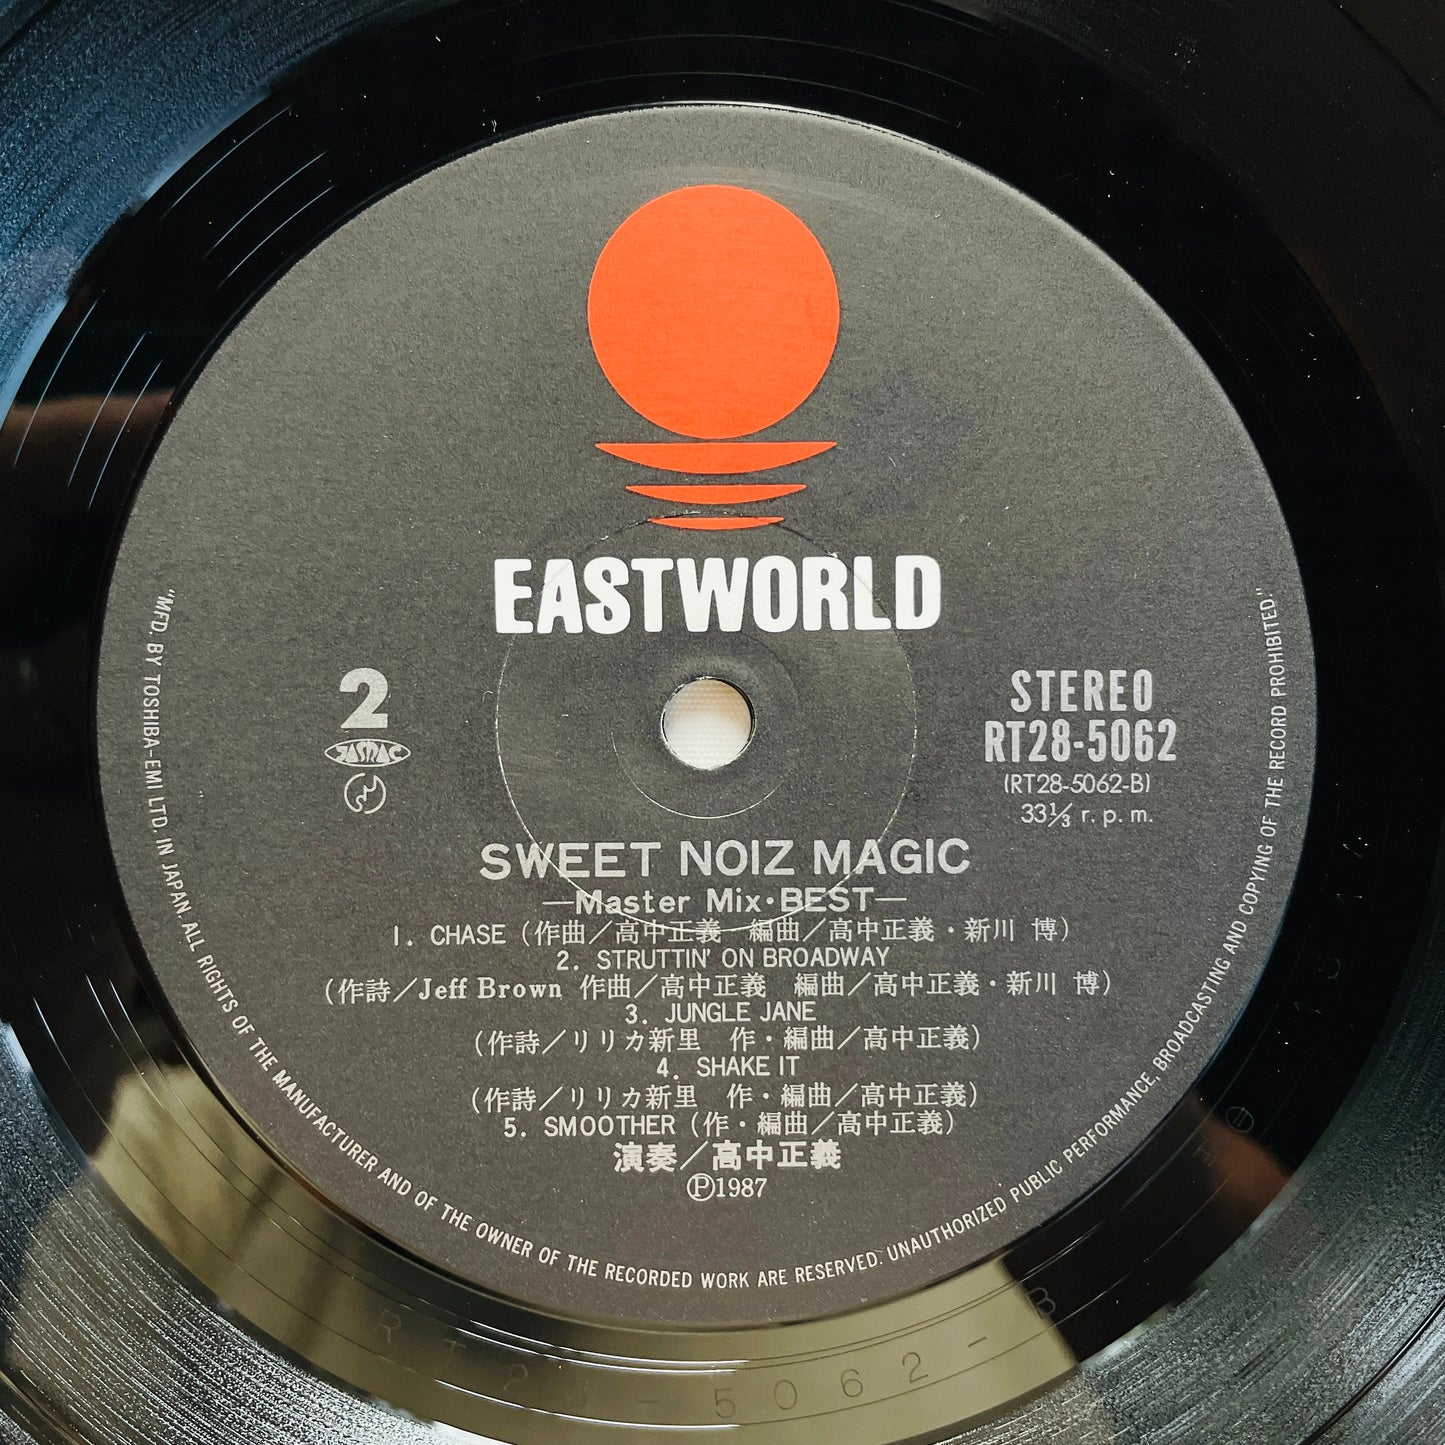 EASTWORLD
2
JASRAC
STEREO
RT28-5062
(RT28-5062-B)
33⅓ r.p.m.
SWEET NOIZ MAGIC
—Master Mix・BEST—
1. CHASE（作曲／高中正義　編曲／高中正義・新川 博）
2. STRUTTIN' ON BROADWAY
（作詩／Jeff Brown 作曲／高中正義　編曲／高中正義・新川 博）
3. JUNGLE JANE
（作詩／リリカ新里　作・編曲／高中正義）
4. SHAKE IT
（作詩／リリカ新里　作・編曲／高中正義）
5. SMOOTHER（作・編曲／高中正義）
演奏／高中正義
Ⓟ1987
"MFD. BY TOSHIBA-EMI LTD. IN JAPAN. ALL RIGHTS OF THE MANUFACTURER AND OF THE OWNER OF THE RECORDED WORK ARE RESERVED. UNAUTHORIZED PUBLIC PERFORMANCE, BROADCASTING AND COPYING OF THE RECORD PROHIBITED."
RT28-5062-B